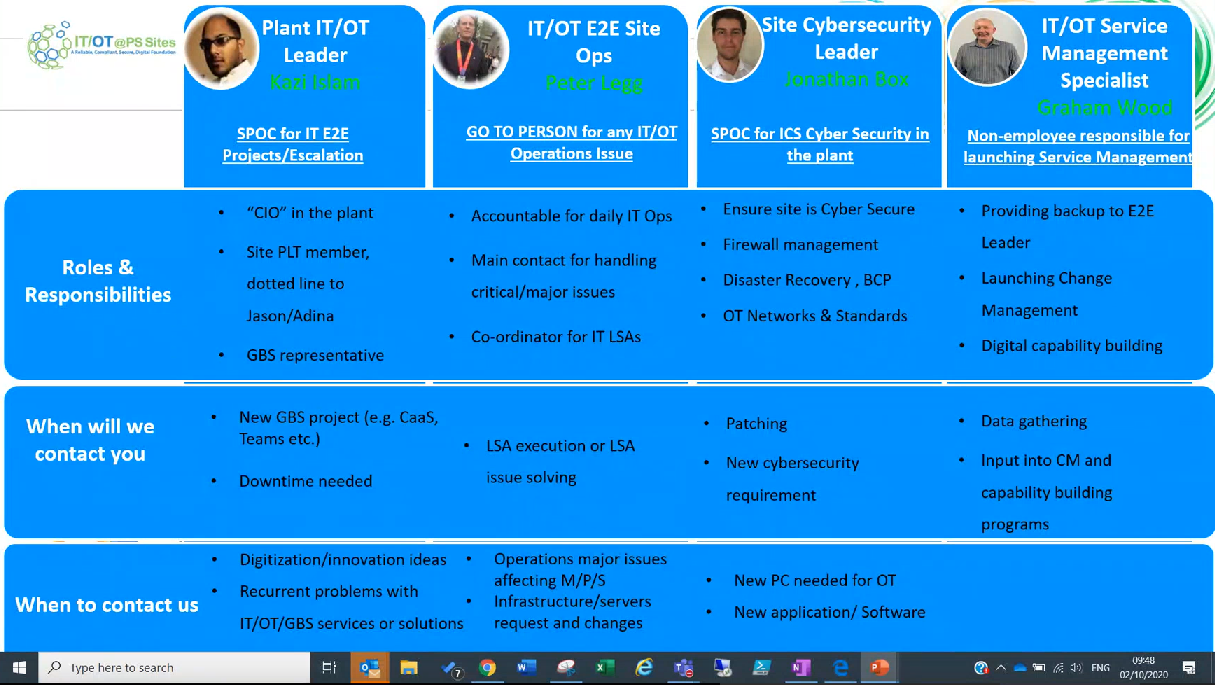 IT/OT@PS Sites
A Reliable, Compliant, Secure, Digital Foundation
Plant IT/OT
Leader
Kazi Islam
SPOC for IT E2E
Projects/Escalation
IT/OT E2E Site
Ops
Peter Legg
GO TO PERSON for any IT/OT
Operations Issue
Site Cybersecurity
Leader
Jonathan Box
SPOC for ICS Cyber Security in
the plant
IT/OT Service
Management
Specialist
Graham Wood
Non-employee responsible for
launching Service Management
Roles &
Responsibilities
• “CIO” in the plant
• Site PLT member,
dotted line to
Jason/Adina
• GBS representative
• Accountable for daily IT Ops
• Main contact for handling
critical/major issues
• Co-ordinator for IT LSAs
• Ensure site is Cyber Secure
• Firewall management
• Disaster Recovery , BCP
• OT Networks & Standards
• Providing backup to E2E
Leader
• Launching Change
Management
• Digital capability building
When will we
contact you
• New GBS project (e.g. CaaS,
Teams etc.)
• Downtime needed
• LSA execution or LSA
issue solving
• Patching
• New cybersecurity
requirement
• Data gathering
• Input into CM and
capability building
programs
When to contact us
• Digitization/innovation ideas
• Recurrent problems with
IT/OT/GBS services or solutions
• Operations major issues
affecting M/P/S
• Infrastructure/servers
request and changes
• New PC needed for OT
• New application/ Software
Type here to search
7
ENG
09:48
02/10/2020